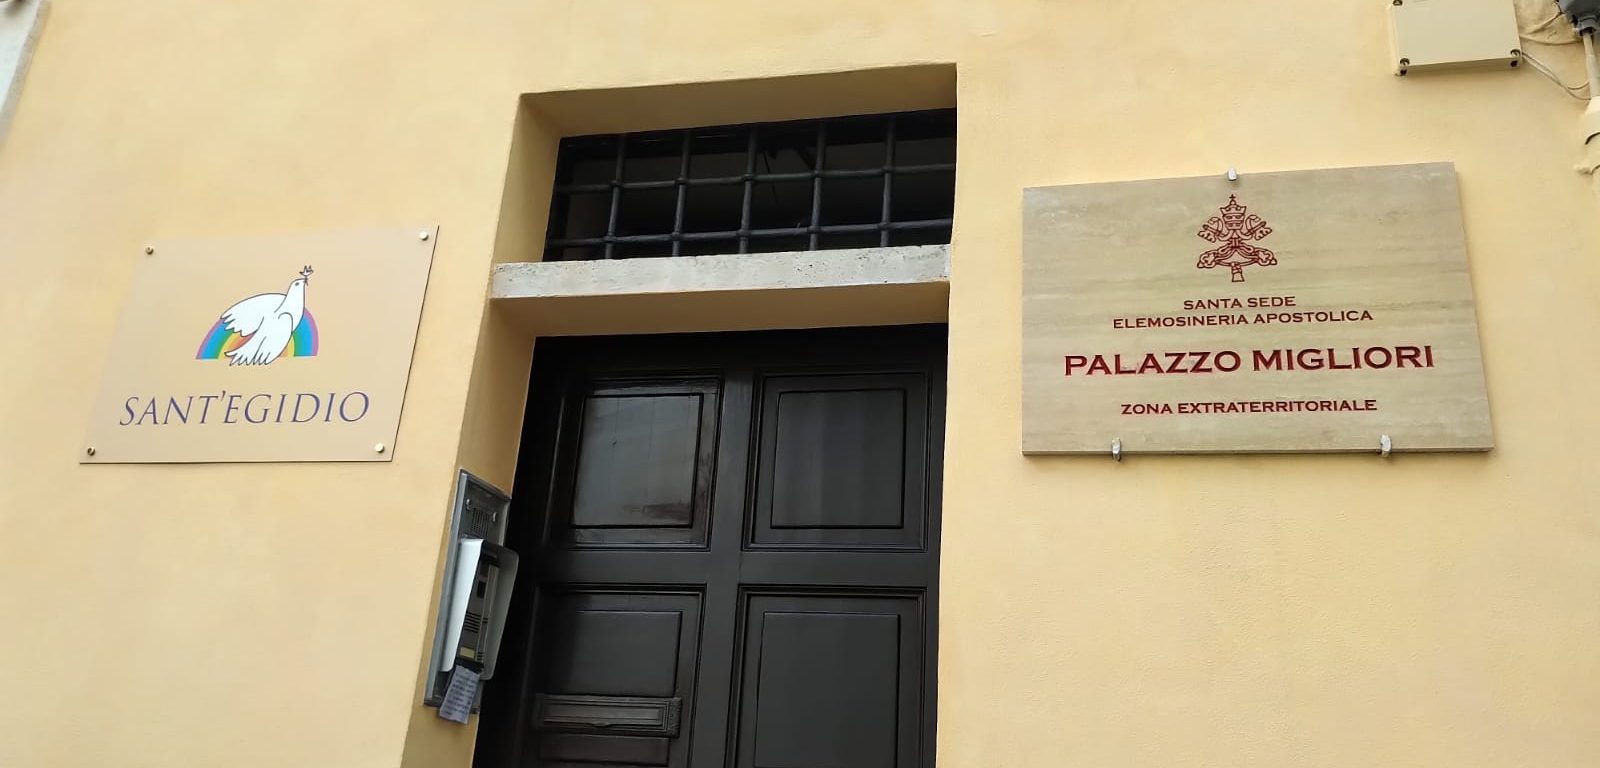 SANT'EGIDIO
SANTA SEDE
ELEMOSINERIA APOSTOLICA
PALAZZO MIGLIORI
ZONA EXTRATERRITORIALE